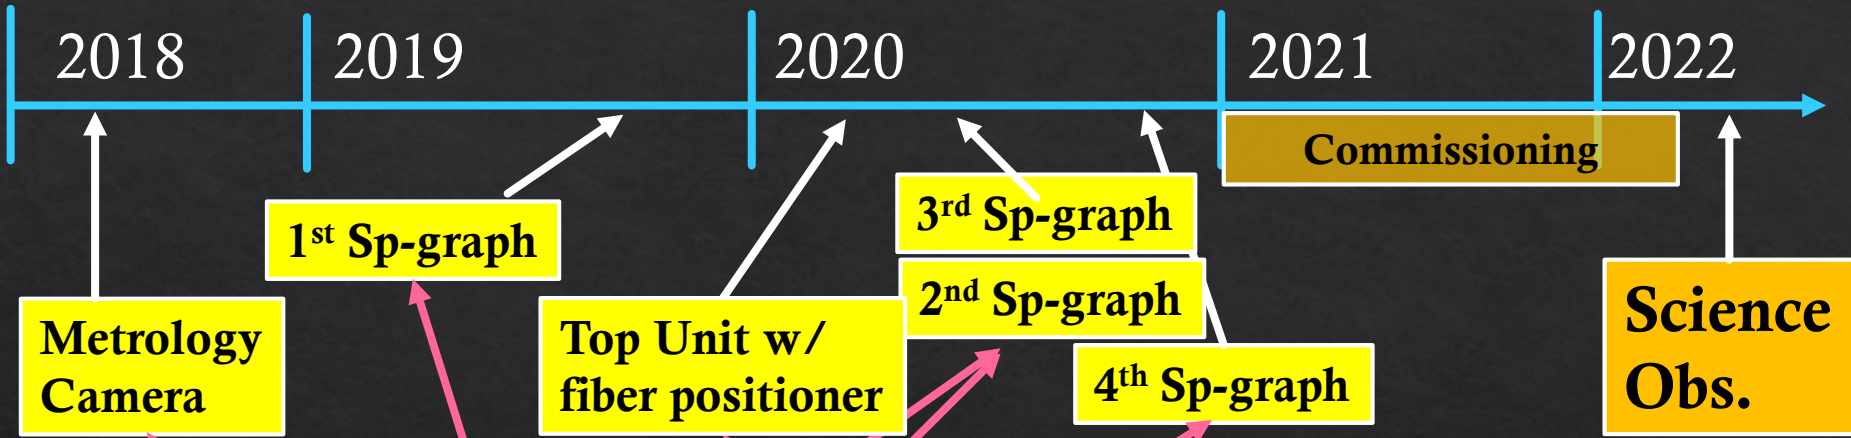 2018
2019
2020
2021
2022
Commissioning
3rd Sp-graph
1st Sp-graph
2nd Sp-graph
Metrology
Camera
Top Unit w/
fiber positioner
4th Sp-graph
Science
Obs.